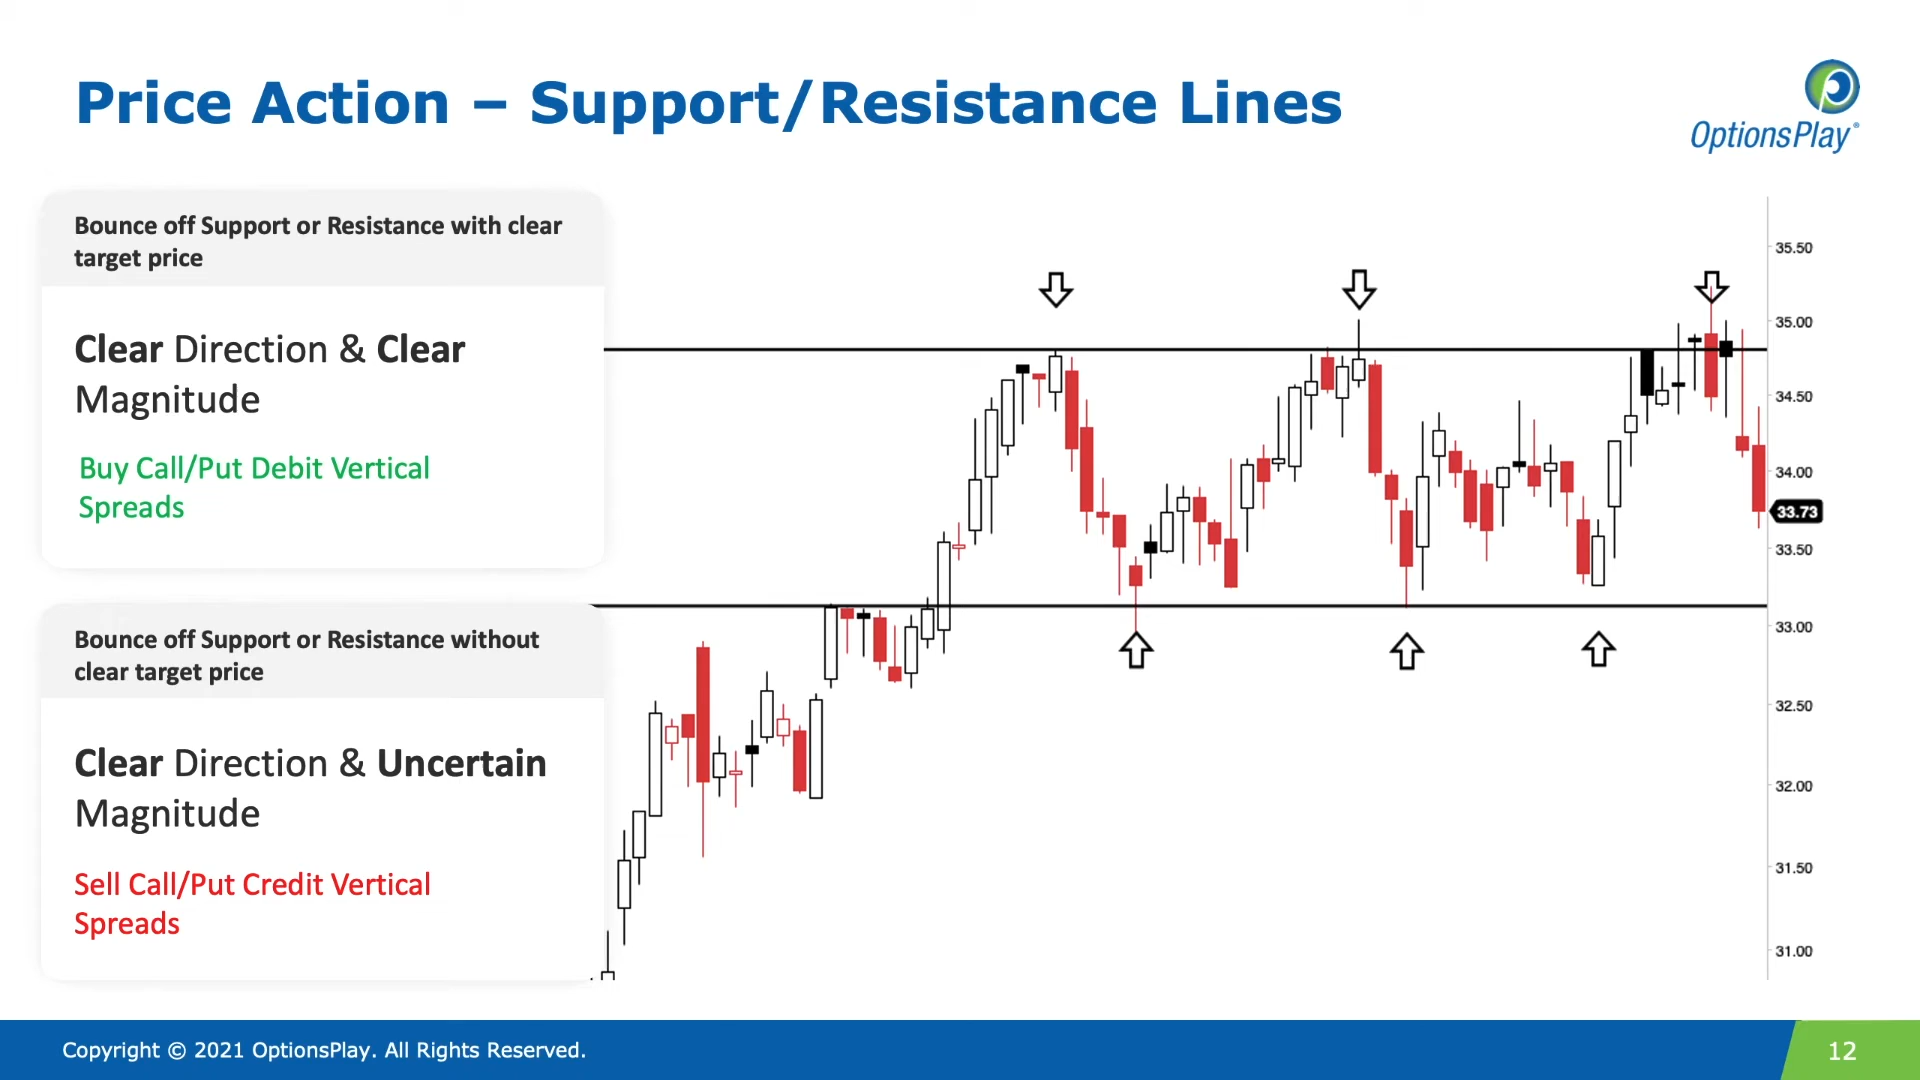 Price Action – Support/Resistance Lines
OptionsPlay®
Bounce off Support or Resistance with clear
target price
Clear Direction & Clear
Magnitude
Buy Call/Put Debit Vertical
Spreads
Bounce off Support or Resistance without
clear target price
Clear Direction & Uncertain
Magnitude
Sell Call/Put Credit Vertical
Spreads
35.50
35.00
34.50
34.00
33.73
33.50
33.00
32.50
32.00
31.50
31.00
Copyright © 2021 OptionsPlay. All Rights Reserved.
12